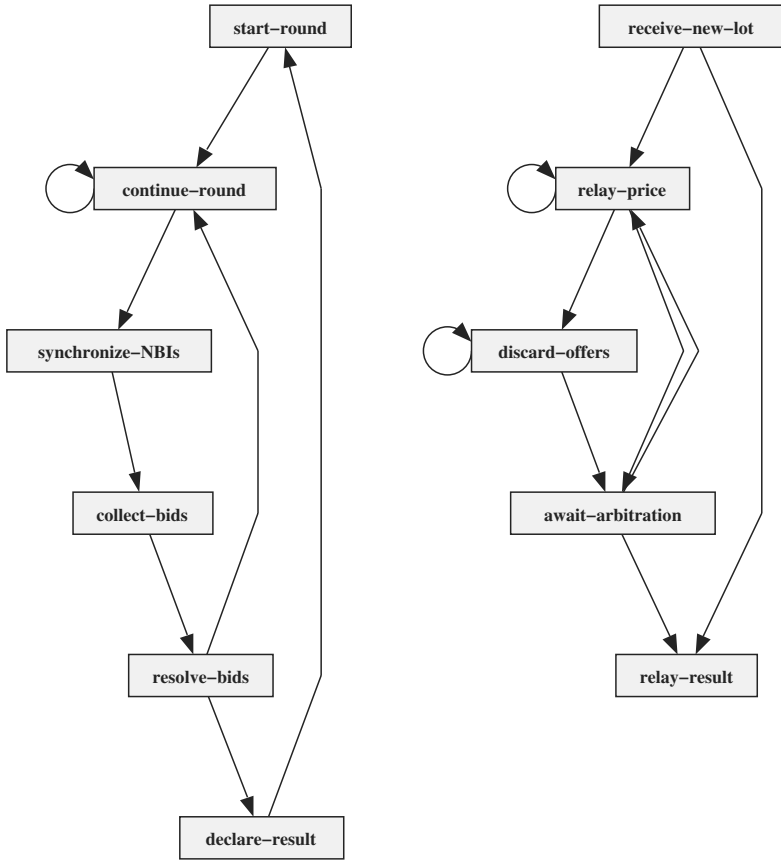 start−round
receive−new−lot
continue−round
relay−price
synchronize−NBIs
discard−offers
collect−bids
await−arbitration
resolve−bids
relay−result
declare−result